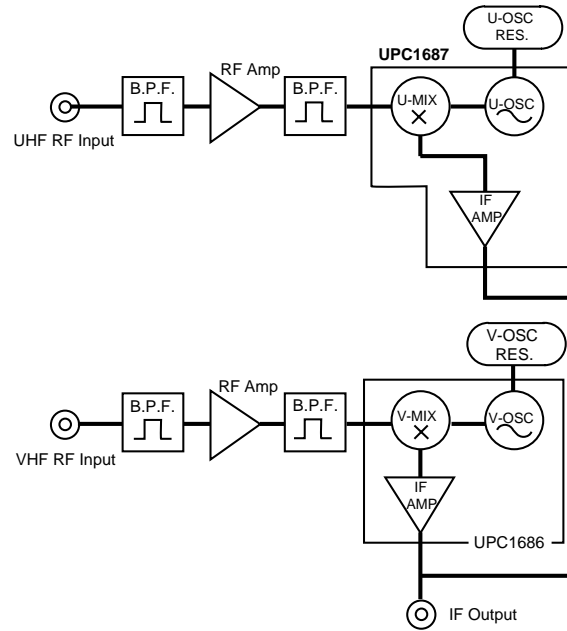 U-OSC
RES.
UPC1687
RF Amp
B.P.F.
B.P.F.
U-MIX
U-OSC
UHF RF Input
IF
AMP
V-OSC
RES.
RF Amp
B.P.F.
B.P.F.
V-MIX
V-OSC
VHF RF Input
IF
AMP
UPC1686
IF Output